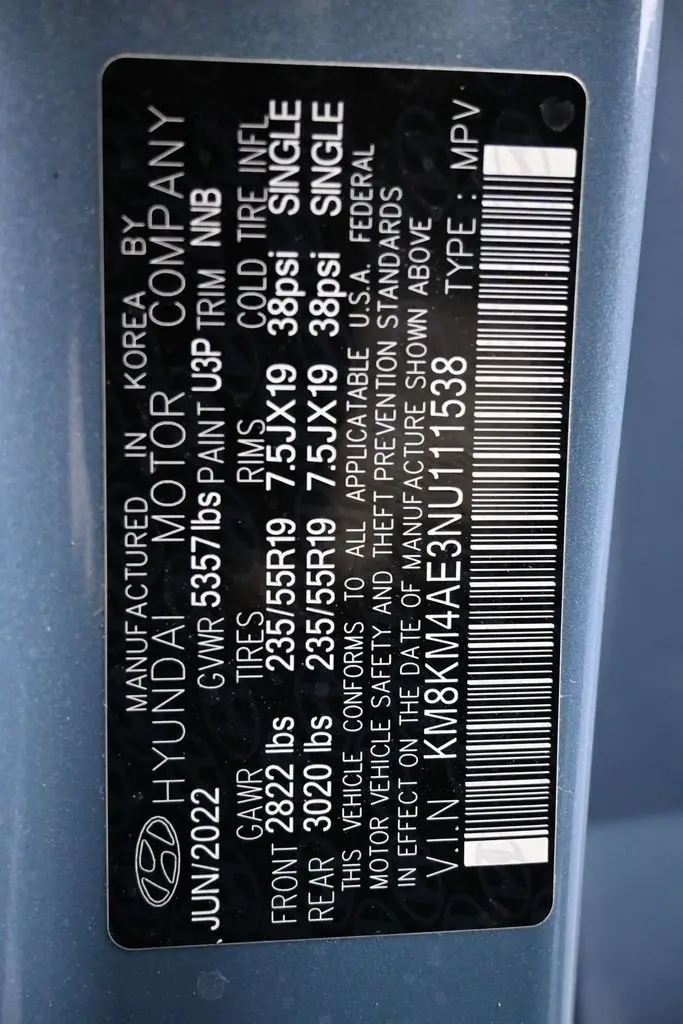 MANUFACTURED IN KOREA BY
HYUNDAI MOTOR COMPANY
JUN/2022 GVWR 5357lbs PAINT U3P TRIM NNB
GAWR TIRES RIMS COLD TIRE INFL
FRONT 2822 lbs 235/55R19 7.5JX19 38psi SINGLE
REAR 3020 lbs 235/55R19 7.5JX19 38psi SINGLE
THIS VEHICLE CONFORMS TO ALL APPLICATABLE U.S.A. FEDERAL
MOTOR VEHICLE SAFETY AND THEFT PREVENTION STANDARDS
IN EFFECT ON THE DATE OF MANUFACTURE SHOWN ABOVE
V.I.N KM8KM4AE3NU111538 TYPE : MPV